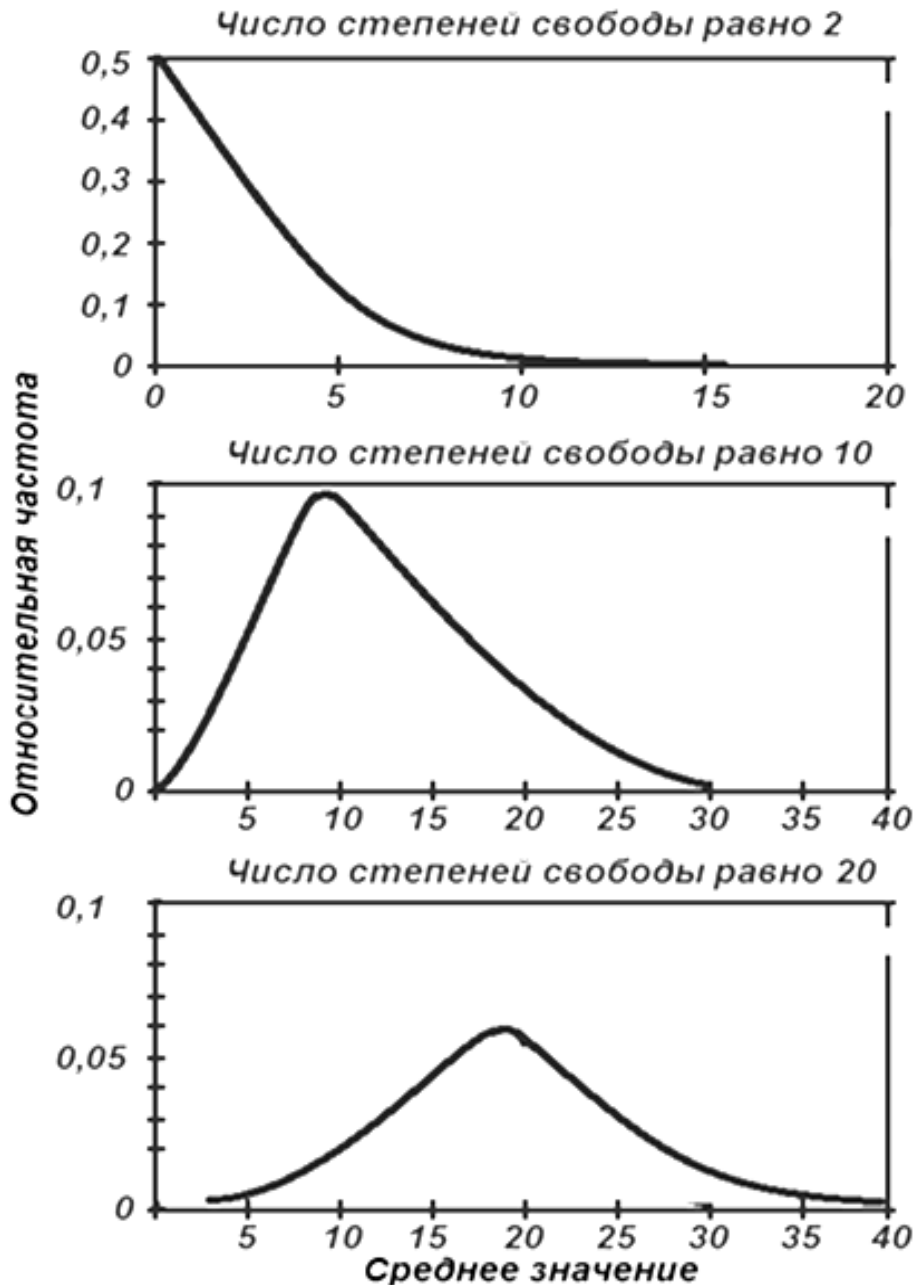 Число степеней свободы равно 2
0,5
0,4
0,3
0,2
0,1
0
0 5 10 15 20
Относительная частота
Число степеней свободы равно 10
0,1
0,05
0
5 10 15 20 25 30 35 40
Число степеней свободы равно 20
0,1
0,05
0
5 10 15 20 25 30 35 40
Среднее значение